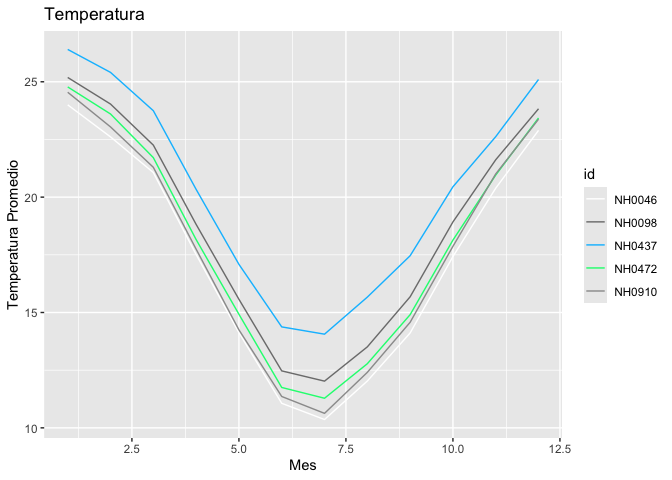 Temperatura
Temperatura Promedio
25
20
15
10
2.5 5.0 7.5 10.0 12.5
Mes
id
NH0046
NH0098
NH0437
NH0472
NH0910